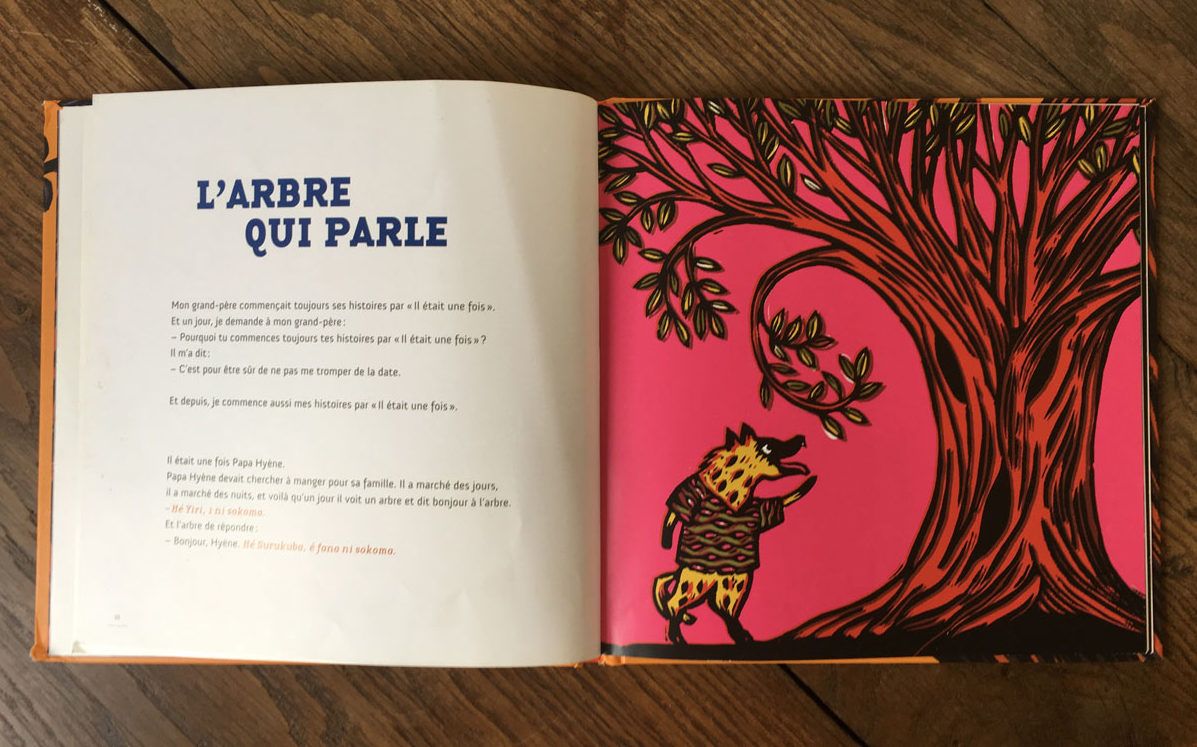 L’ARBRE
QUI PARLE
Mon grand-père commençait toujours ses histoires par « Il était une fois ».
Et un jour, je demande à mon grand-père :
– Pourquoi tu commences toujours tes histoires par « Il était une fois » ?
Il m’a dit :
– C’est pour être sûr de ne pas me tromper de la date.
Et depuis, je commence aussi mes histoires par « Il était une fois ».
Il était une fois Papa Hyène.
Papa Hyène devait chercher à manger pour sa famille. Il a marché des jours,
il a marché des nuits, et voilà qu’un jour il voit un arbre et dit bonjour à l’arbre.
– Hé Yiri, i ni sokoma.
Et l’arbre de répondre :
– Bonjour, Hyène. Hé Surukuba, é fana ni sokoma.